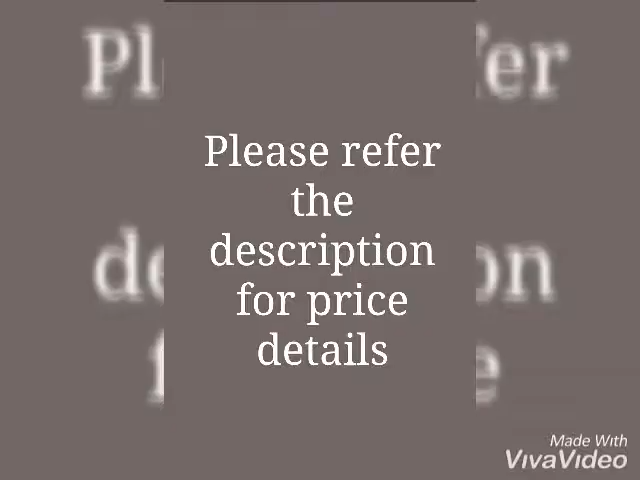 Please refer
the
description
for price
details
Made With
VivaVideo